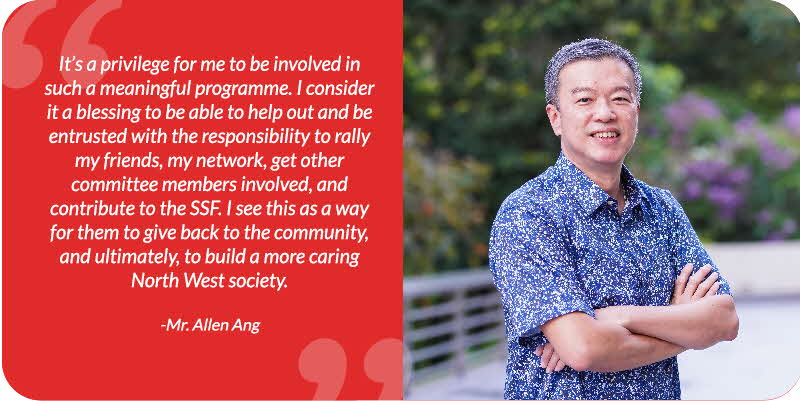 It’s a privilege for me to be involved in
such a meaningful programme. I consider
it a blessing to be able to help out and be
entrusted with the responsibility to rally
my friends, my network, get other
committee members involved, and
contribute to the SSF. I see this as a way
for them to give back to the community,
and ultimately, to build a more caring
North West society.
-Mr. Allen Ang